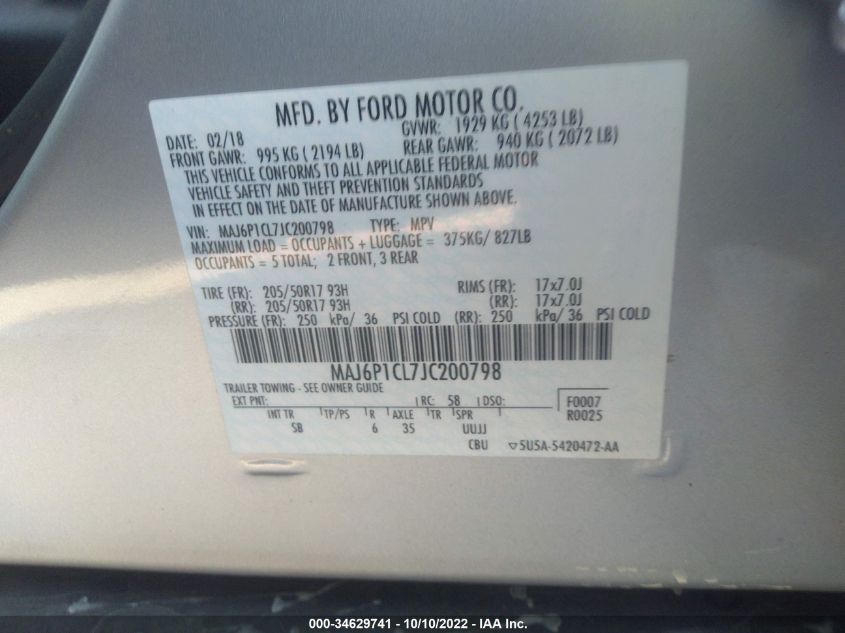 MFD. BY FORD MOTOR CO.
DATE: 02/18 GVWR: 1929 KG ( 4253 LB)
FRONT GAWR: 995 KG ( 2194 LB) REAR GAWR: 940 KG ( 2072 LB)
THIS VEHICLE CONFORMS TO ALL APPLICABLE FEDERAL MOTOR
VEHICLE SAFETY AND THEFT PREVENTION STANDARDS
IN EFFECT ON THE DATE OF MANUFACTURE SHOWN ABOVE.
VIN: MAJ6P1CL7JC200798 TYPE: MPV
MAXIMUM LOAD = OCCUPANTS + LUGGAGE = 375KG/ 827LB
OCCUPANTS = 5 TOTAL; 2 FRONT, 3 REAR
TIRE (FR): 205/50R17 93H RIMS (FR): 17x7.0J
(RR): 205/50R17 93H (RR): 17x7.0J
PRESSURE (FR): 250 kPa/ 36 PSI COLD (RR): 250 kPa/ 36 PSI COLD
MAJ6P1CL7JC200798
TRAILER TOWING - SEE OWNER GUIDE
EXT PNT: RC: 58 DSO: F0007
INT TR TP/PS R AXLE TR SPR R0025
SB 6 35 UUJJ
CBU ▽5U5A-5420472-AA
000-34629741 - 10/10/2022 - IAA Inc.